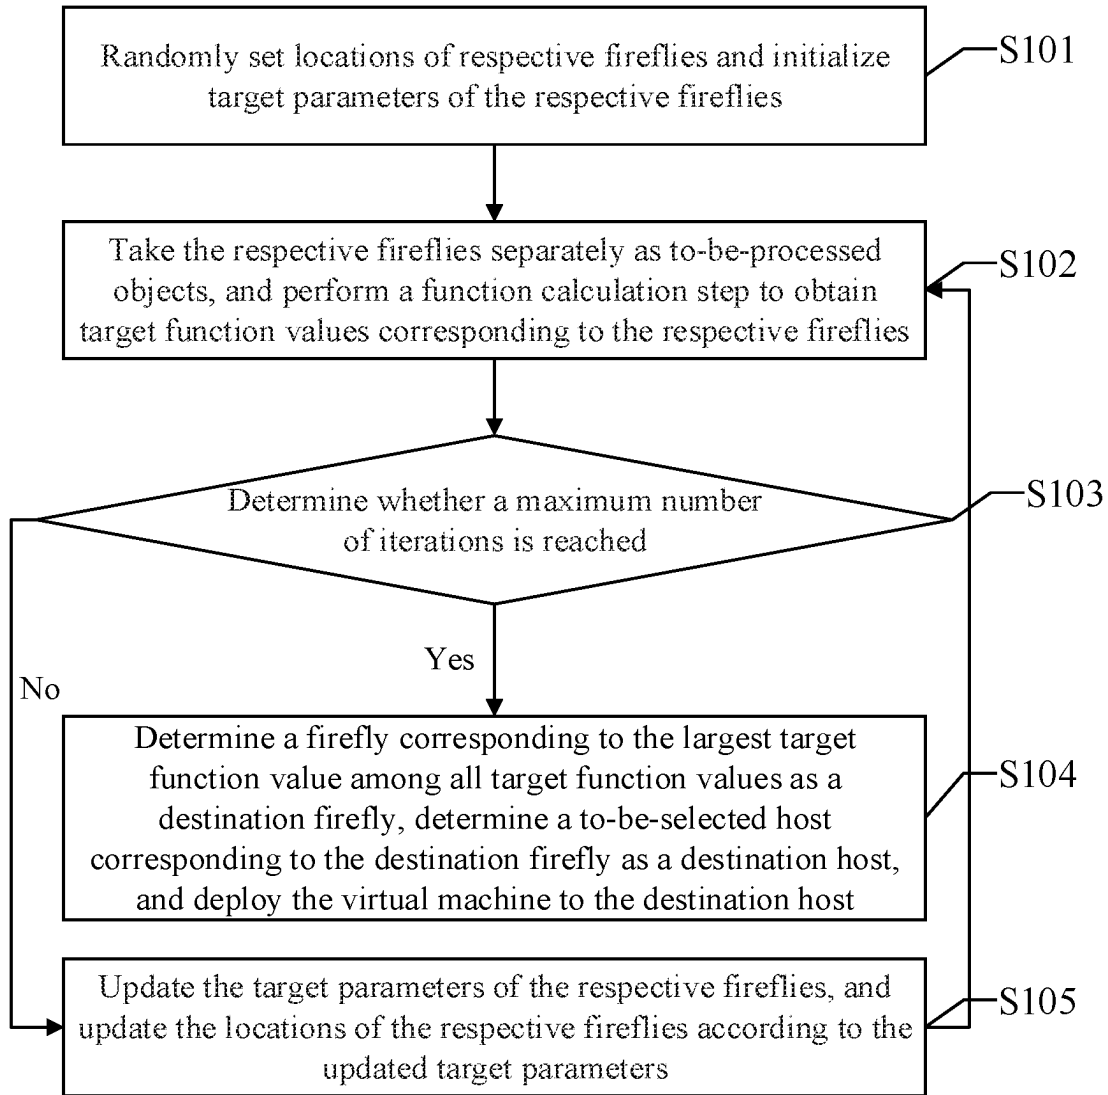 Randomly set locations of respective fireflies and initialize
target parameters of the respective fireflies
S101
Take the respective fireflies separately as to-be-processed
objects, and perform a function calculation step to obtain
target function values corresponding to the respective fireflies
S102
Determine whether a maximum number
of iterations is reached
S103
Yes
No
Determine a firefly corresponding to the largest target
function value among all target function values as a
destination firefly, determine a to-be-selected host
corresponding to the destination firefly as a destination host,
and deploy the virtual machine to the destination host
S104
Update the target parameters of the respective fireflies, and
update the locations of the respective fireflies according to the
updated target parameters
S105